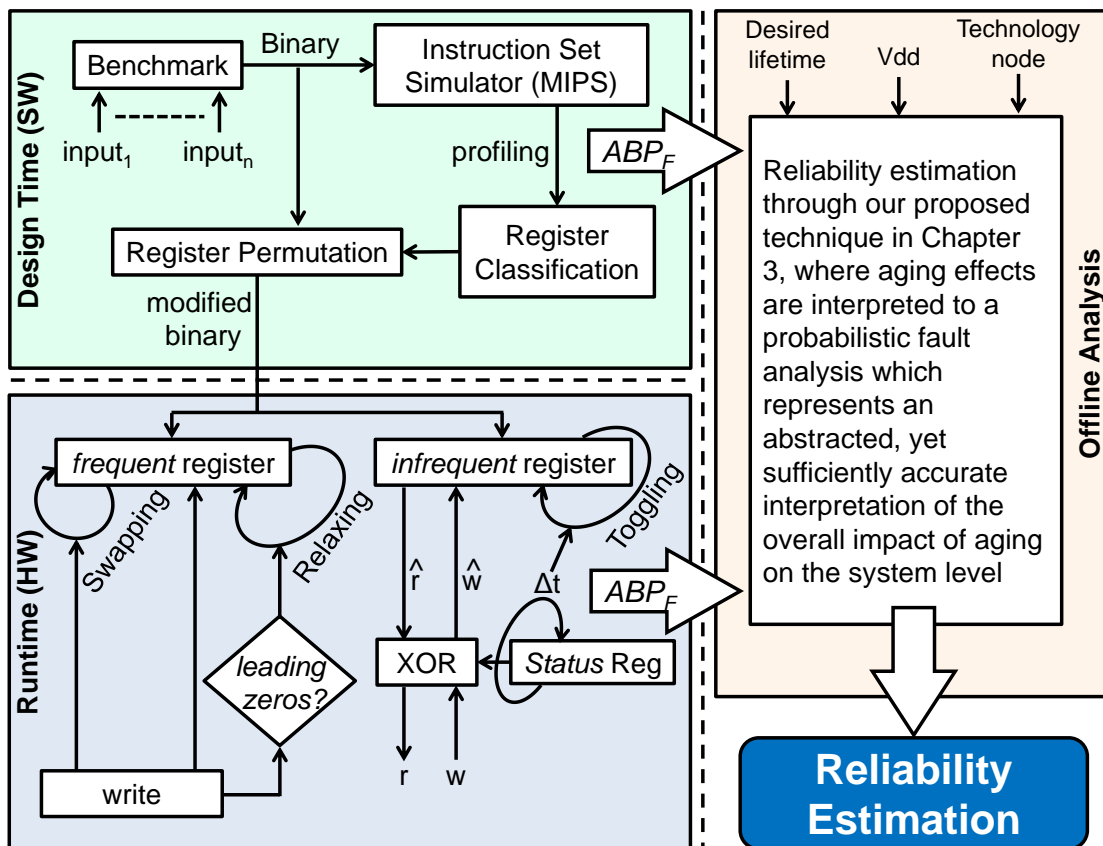 Design Time (SW)
Benchmark
Binary
Instruction Set
Simulator (MIPS)
input1
inputn
profiling
Register Permutation
Register
Classification
modified
binary
ABPF
Runtime (HW)
frequent register
infrequent register
Swapping
Relaxing
Toggling
r̂
ŵ
Δt
leading
zeros?
XOR
Status Reg
write
r
w
ABPF
Offline Analysis
Desired
lifetime
Vdd
Technology
node
Reliability estimation
through our proposed
technique in Chapter
3, where aging effects
are interpreted to a
probabilistic fault
analysis which
represents an
abstracted, yet
sufficiently accurate
interpretation of the
overall impact of aging
on the system level
Reliability
Estimation